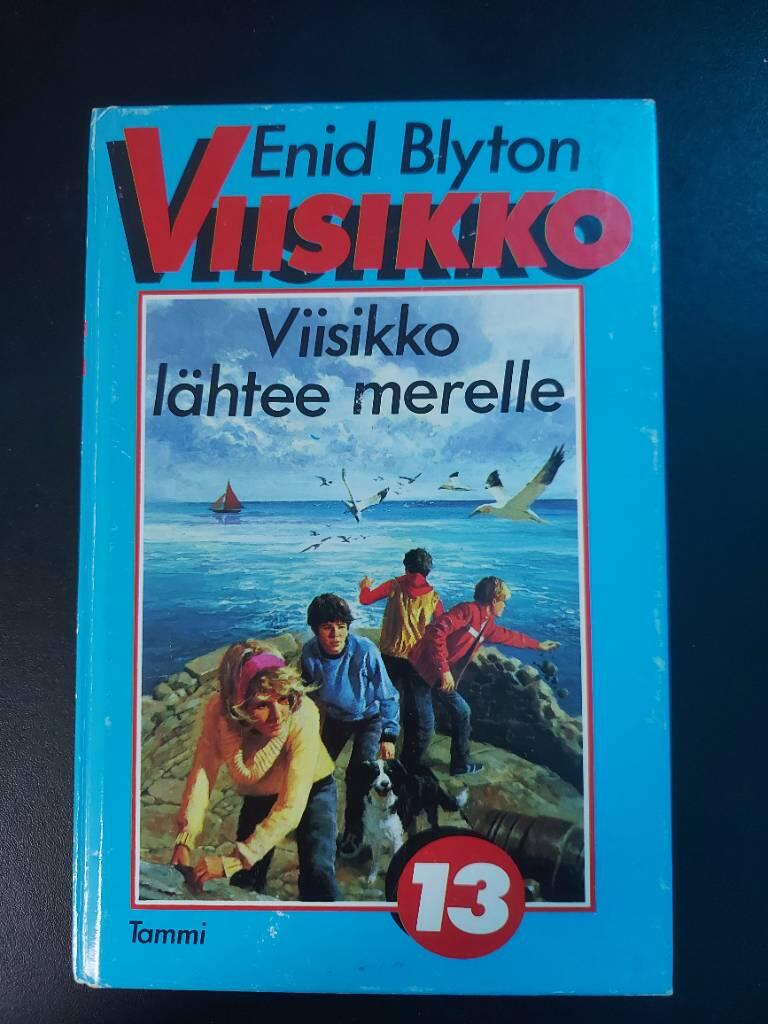 Enid Blyton
VIISIKKO
Viisikko
lähtee merelle
13
Tammi